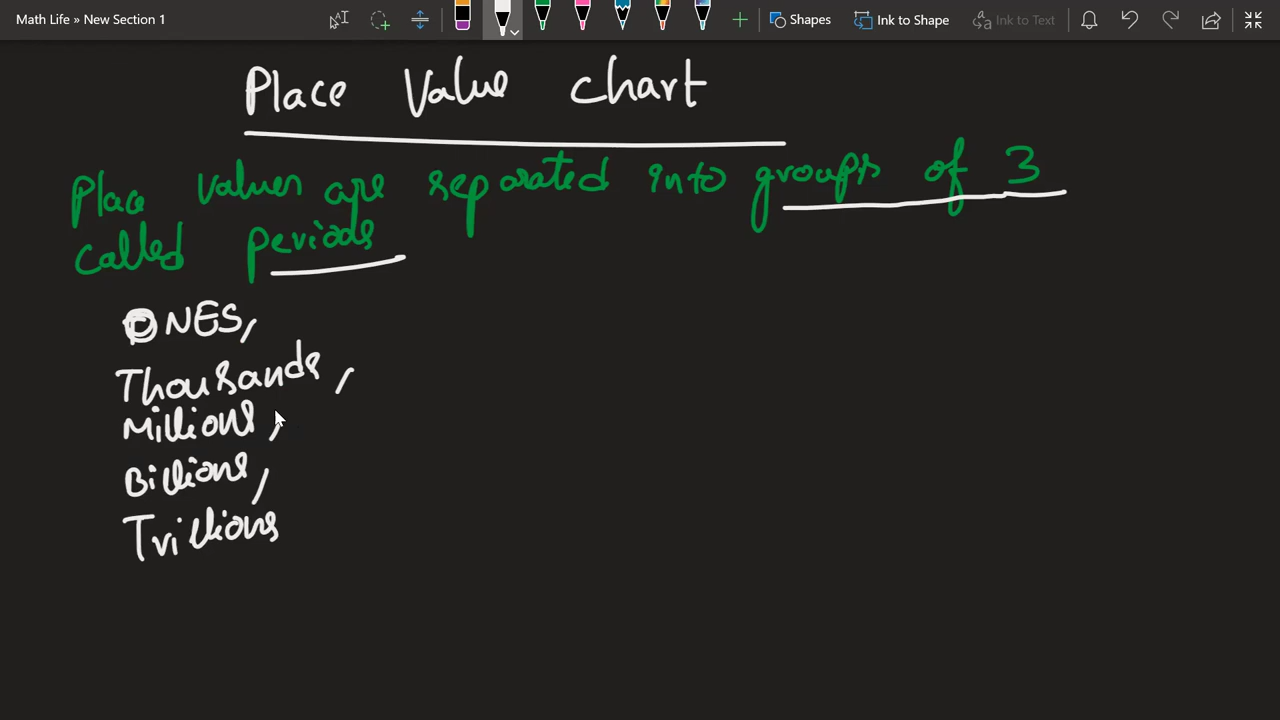 Math Life » New Section 1
Shapes
Ink to Shape
Ink to Text
Place Value Chart
Place values are separated into groups of 3
called periods
ONES,
Thousands,
Millions,
Billions,
Trillions